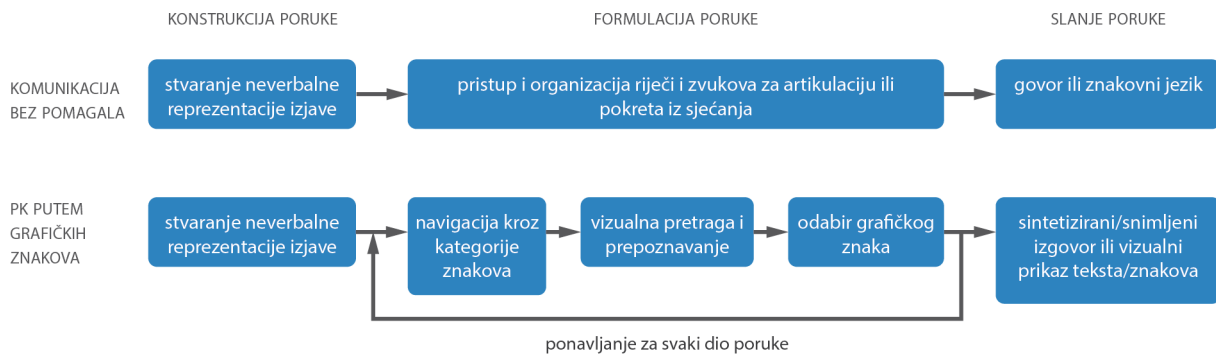 KONSTRUKCIJA PORUKE
FORMULACIJA PORUKE
SLANJE PORUKE
KOMUNIKACIJA
BEZ POMAGALA
stvaranje neverbalne
reprezentacije izjave
pristup i organizacija riječi i zvukova za artikulaciju ili
pokreta iz sjećanja
govor ili znakovni jezik
PK PUTEM
GRAFIČKIH
ZNAKOVA
stvaranje neverbalne
reprezentacije izjave
navigacija kroz
kategorije
znakova
vizualna pretraga i
prepoznavanje
odabir grafičkog
znaka
sintetizirani/snimljeni
izgovor ili vizualni
prikaz teksta/znakova
ponavljanje za svaki dio poruke